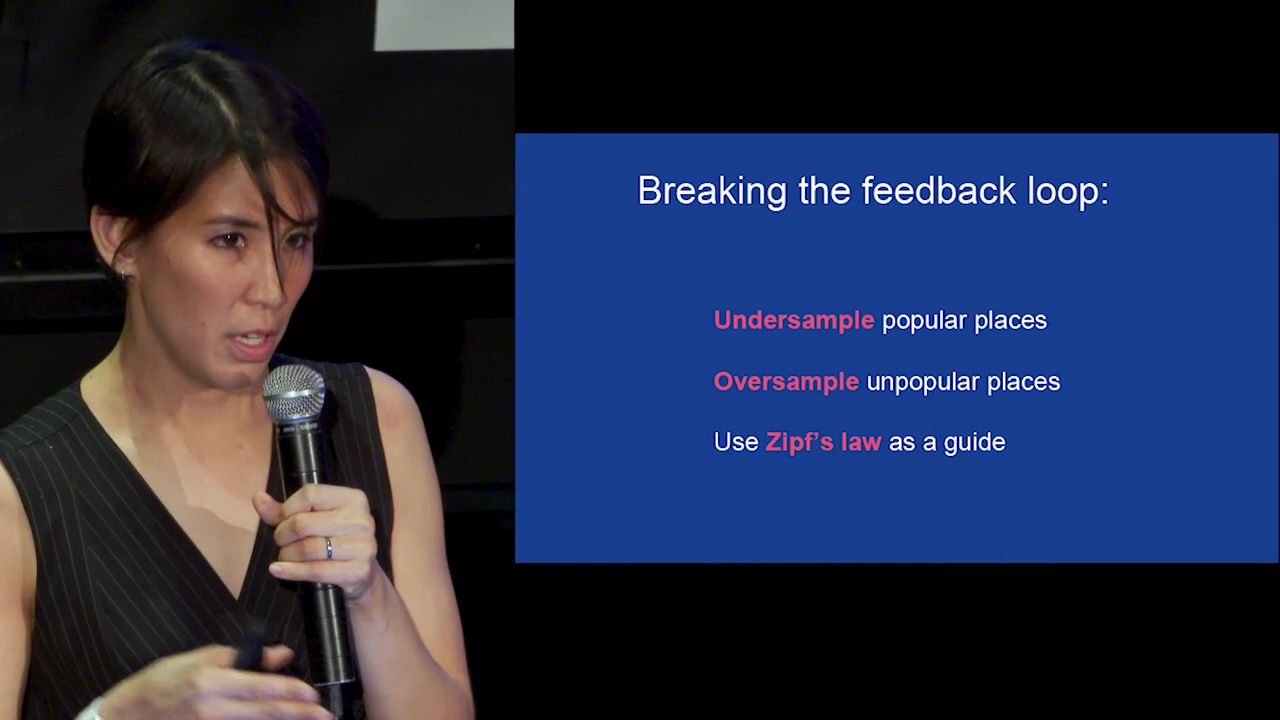 Breaking the feedback loop:
Undersample popular places
Oversample unpopular places
Use Zipf’s law as a guide